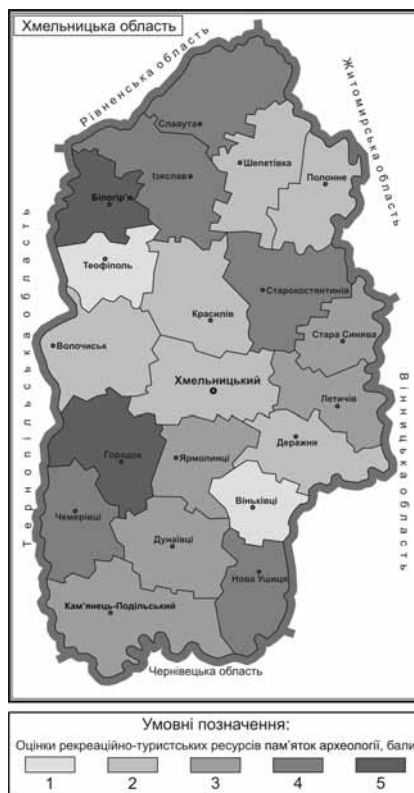 Хмельницька область
Рівненська область
Житомирська область
Славута
Шепетівка
Ізяслав
Полонне
Білогір'я
Теофіполь
Старокостянтинів
Красилів
Стара Синява
Волочиськ
Хмельницький
Летичів
Тернопільська область
Вінницька область
Деражня
Городок
Ярмолинці
Віньківці
Чемерівці
Дунаївці
Нова Ушиця
Кам'янець-Подільський
Чернівецька область
Умовні позначення:
Оцінки рекреаційно-туристських ресурсів пам'яток археології, бали
1 2 3 4 5